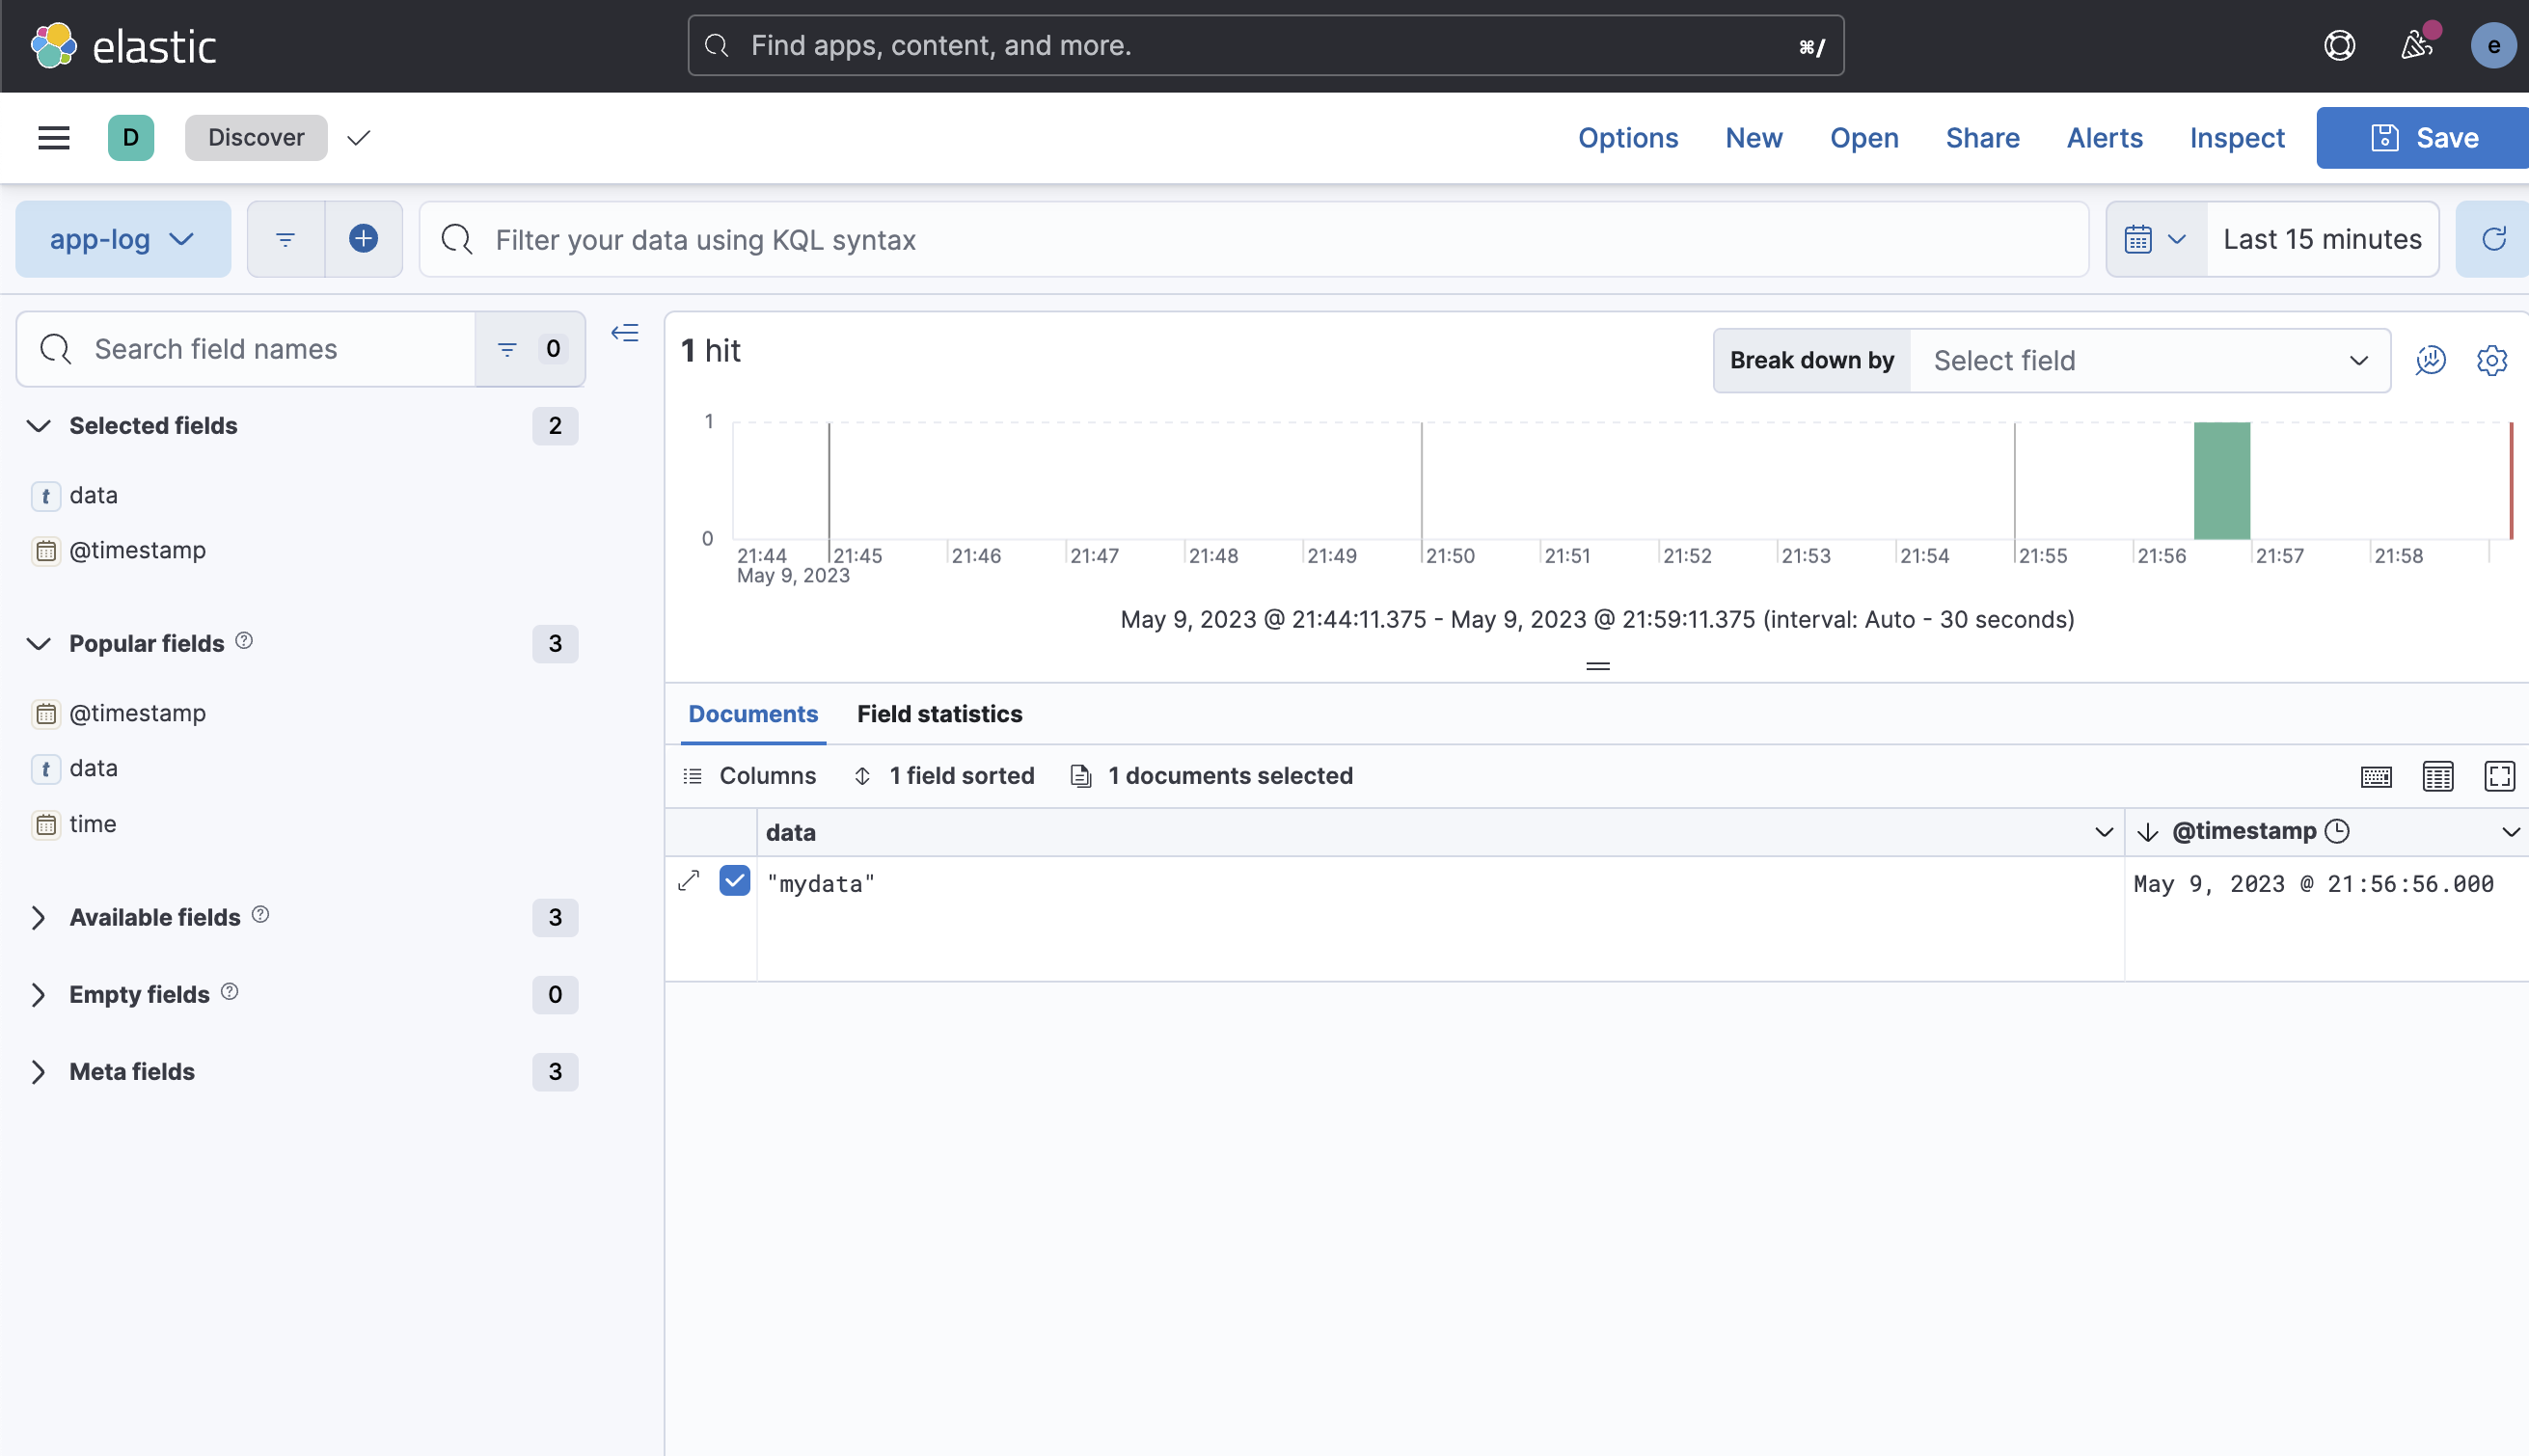 elastic
Find apps, content, and more.
⌘/
e
D
Discover
Options
New
Open
Share
Alerts
Inspect
Save
app-log
Filter your data using KQL syntax
Last 15 minutes
Search field names
0
1 hit
Break down by
Select field
Selected fields
2
t data
@timestamp
Popular fields
3
@timestamp
t data
time
Available fields
3
Empty fields
0
Meta fields
3
1
0
21:44 21:45 21:46 21:47 21:48 21:49 21:50 21:51 21:52 21:53 21:54 21:55 21:56 21:57 21:58
May 9, 2023
May 9, 2023 @ 21:44:11.375 - May 9, 2023 @ 21:59:11.375 (interval: Auto - 30 seconds)
Documents
Field statistics
Columns
1 field sorted
1 documents selected
data
@timestamp
"mydata"
May 9, 2023 @ 21:56:56.000